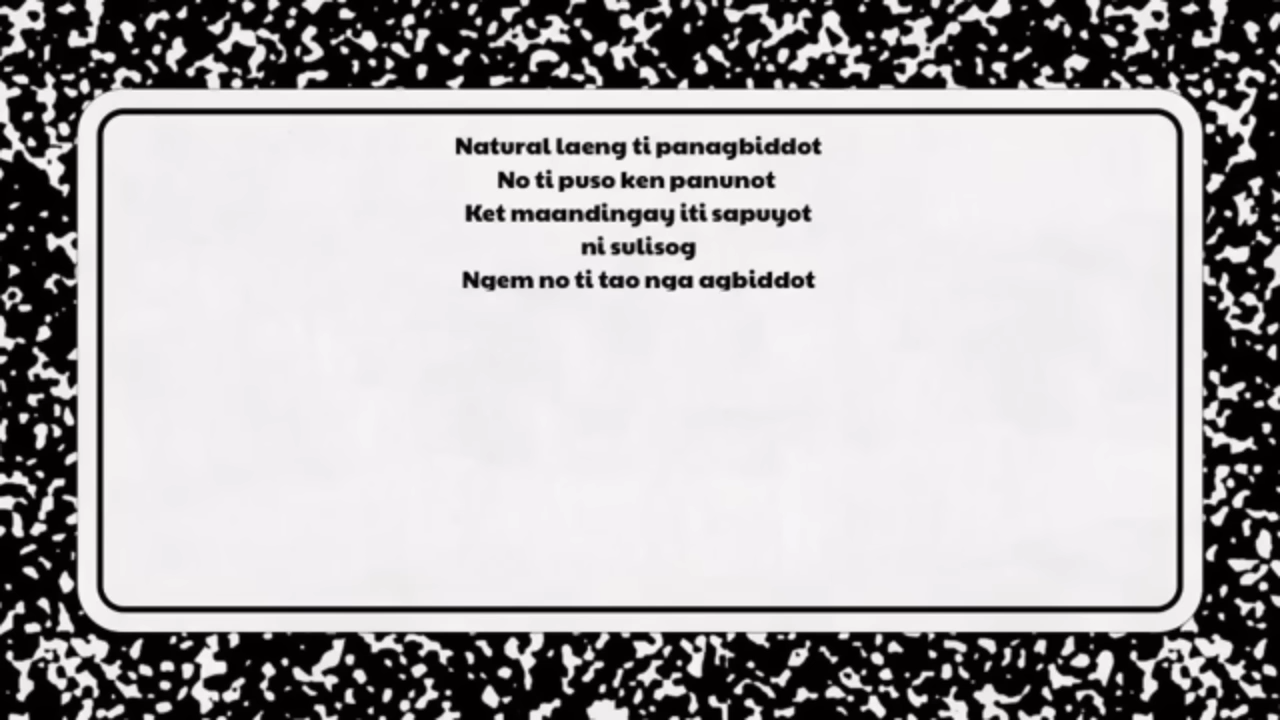 Natural laeng ti panagbiddot
No ti puso ken panunot
Ket maandingay iti sapuyot
ni sulisog
Ngem no ti tao nga agbiddot